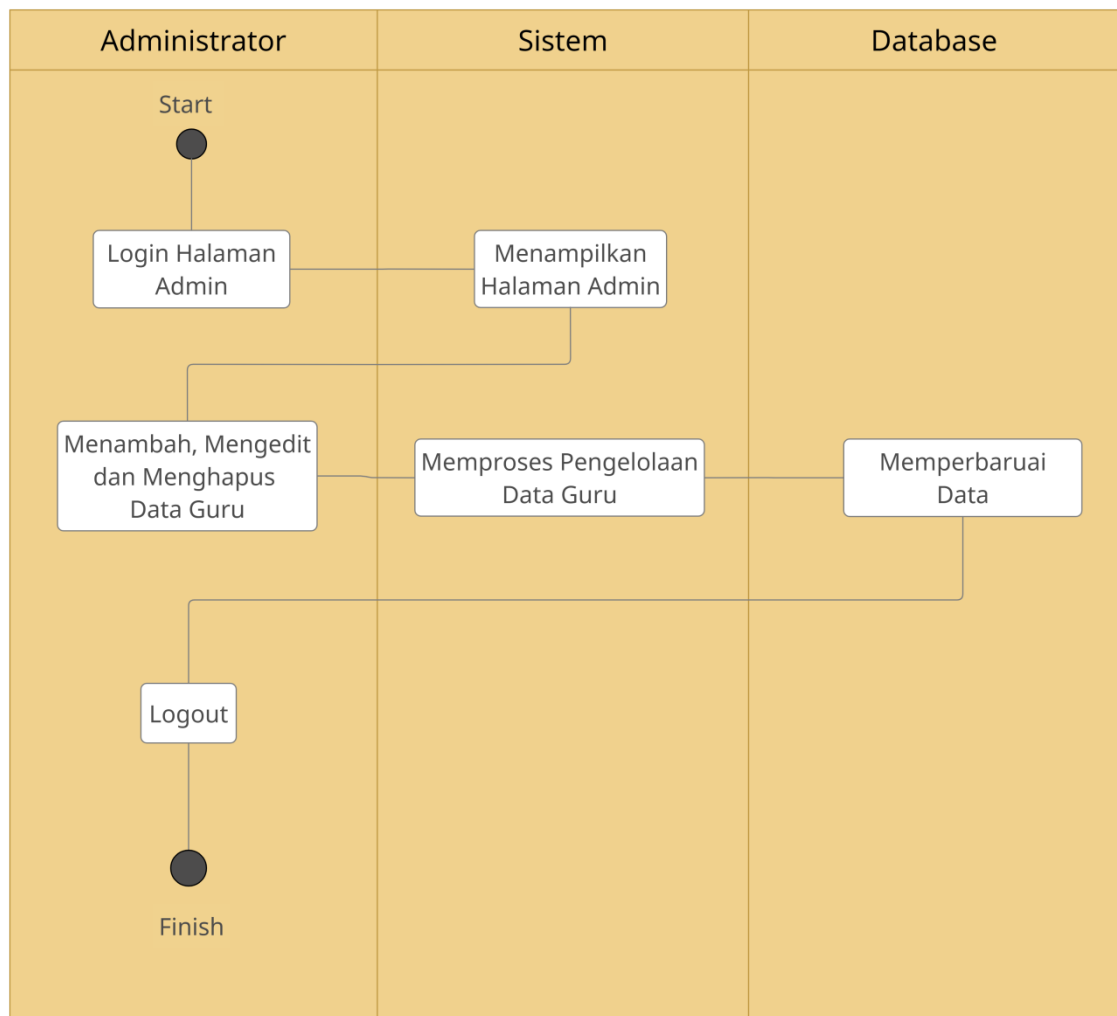 Administrator
Sistem
Database
Start
Login Halaman
Admin
Menampilkan
Halaman Admin
Menambah, Mengedit
dan Menghapus
Data Guru
Memproses Pengelolaan
Data Guru
Memperbaruai
Data
Logout
Finish